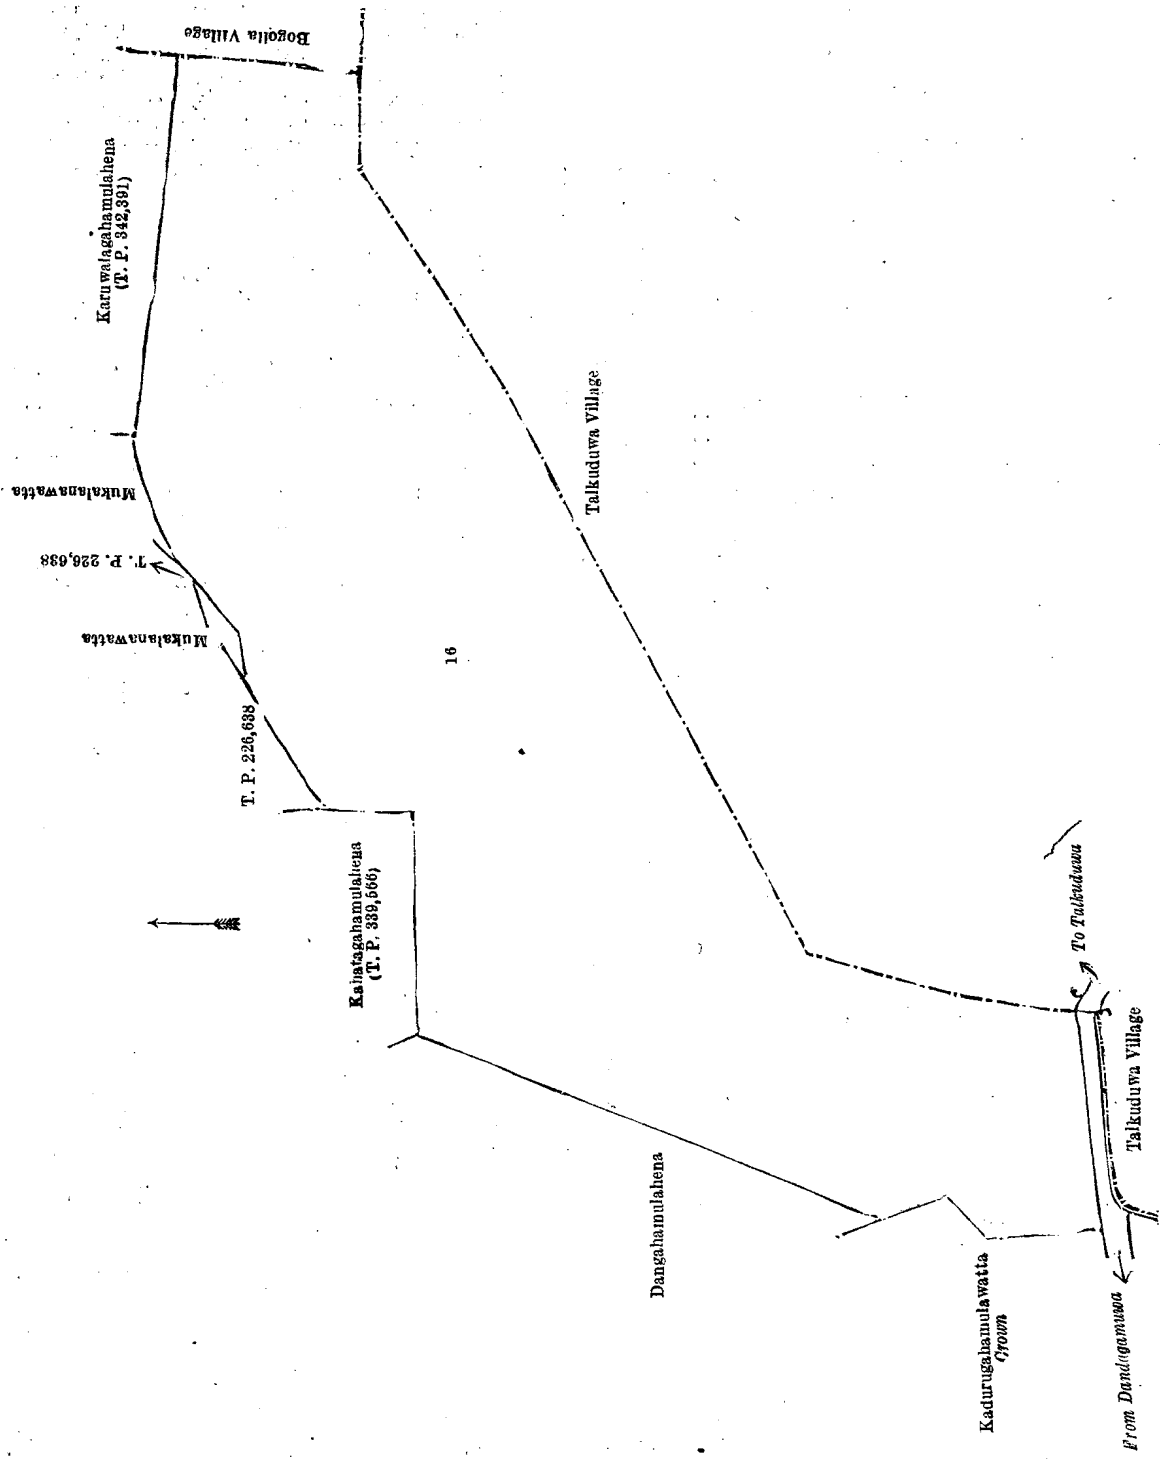 Bogolla Village
Karuwalagahamulahena
(T. P. 342,391)
Mukalanawatta
T. P. 226,638
Mukalanawatta
T. P. 226,638
Talkuduwa Village
16
Kahatagahamulahena
(T. P. 339,566)
Dangahamulahena
To Talkuduwa
Talkuduwa Village
Kadurugahamulawatta
Crown
From Dandagamuwa